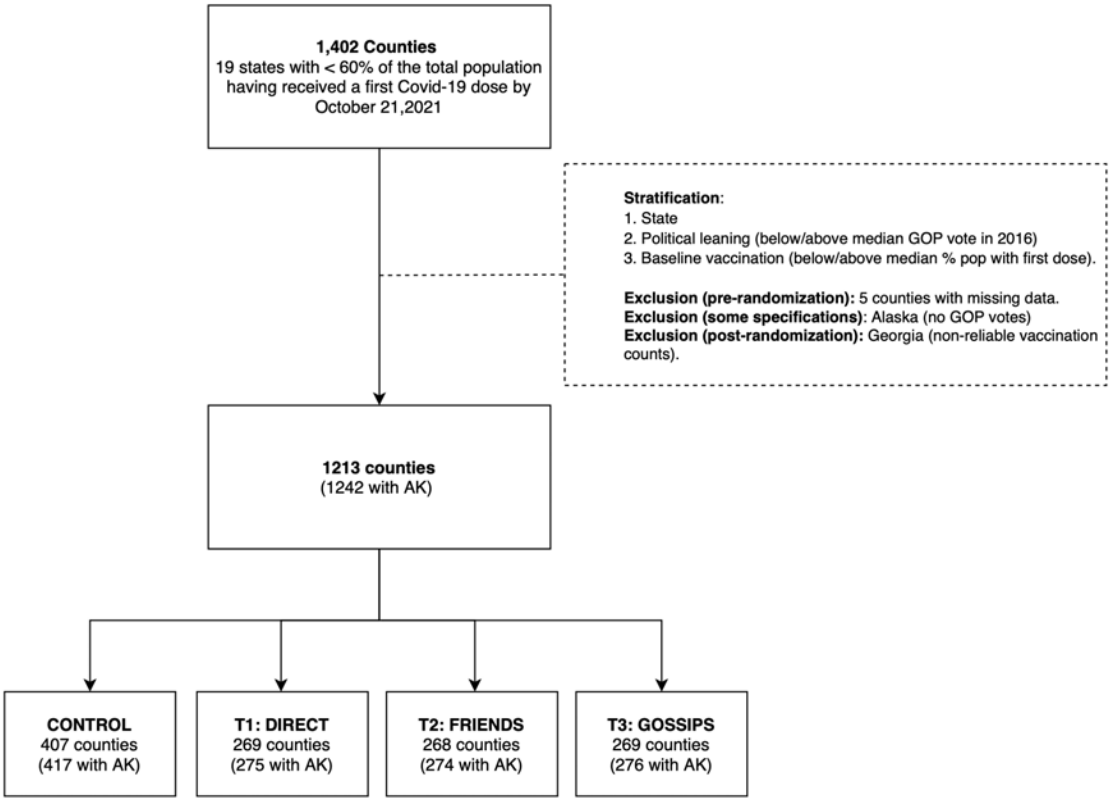 1,402 Counties
19 states with < 60% of the total population
having received a first Covid-19 dose by
October 21,2021
Stratification:
1. State
2. Political leaning (below/above median GOP vote in 2016)
3. Baseline vaccination (below/above median % pop with first dose).
Exclusion (pre-randomization): 5 counties with missing data.
Exclusion (some specifications): Alaska (no GOP votes)
Exclusion (post-randomization): Georgia (non-reliable vaccination
counts).
1213 counties
(1242 with AK)
CONTROL
407 counties
(417 with AK)
T1: DIRECT
269 counties
(275 with AK)
T2: FRIENDS
268 counties
(274 with AK)
T3: GOSSIPS
269 counties
(276 with AK)